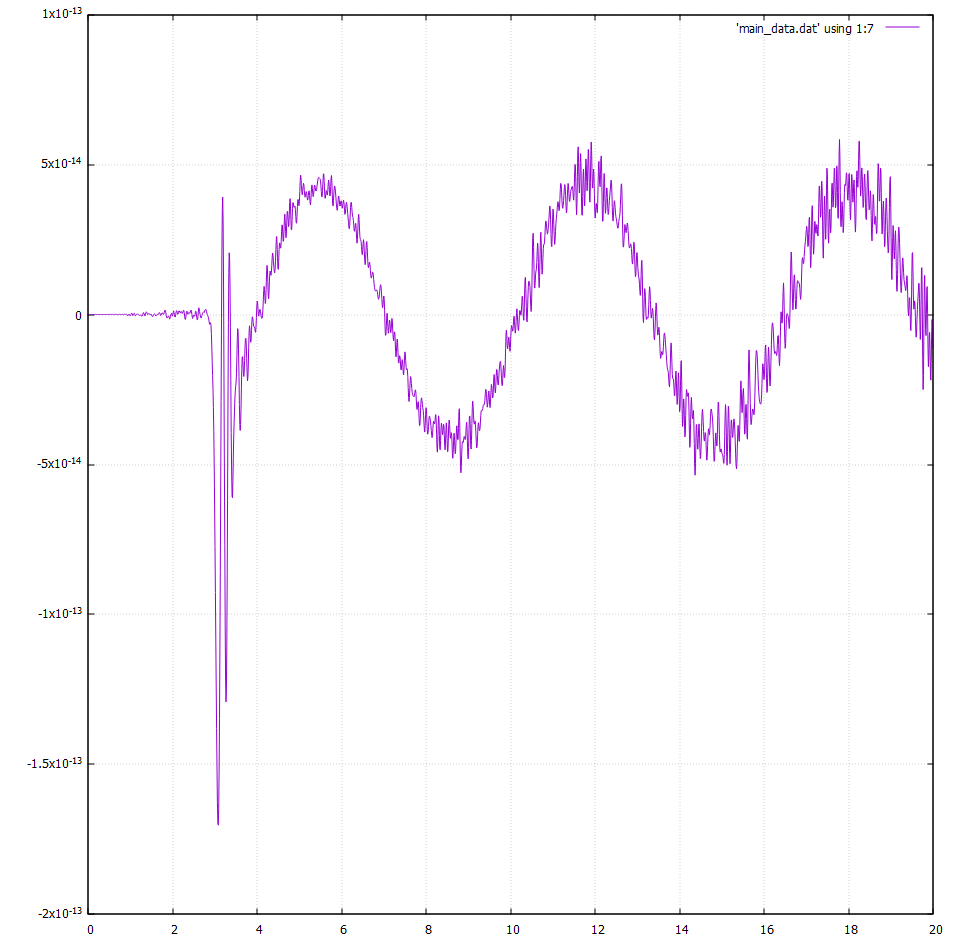 1x10⁻¹³
'main_data.dat' using 1:7
5x10⁻¹⁴
0
-5x10⁻¹⁴
-1x10⁻¹³
-1.5x10⁻¹³
-2x10⁻¹³
0 2 4 6 8 10 12 14 16 18 20